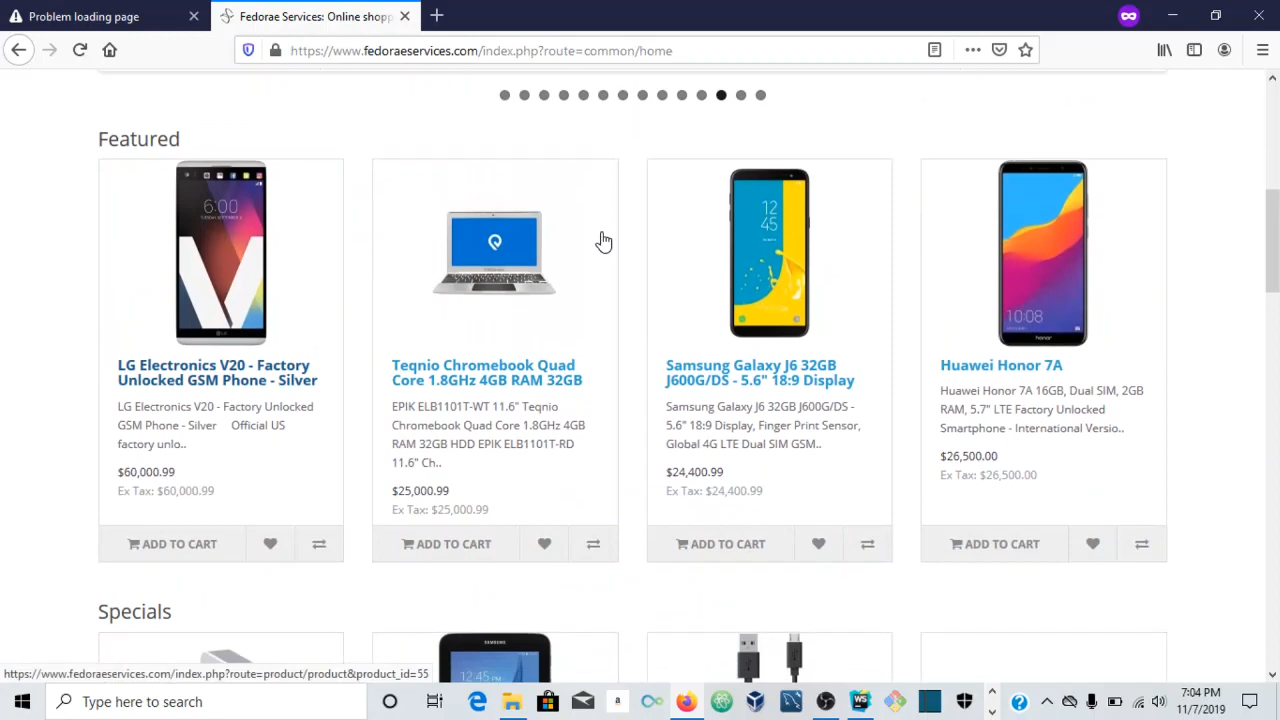 Problem loading page
Fedorae Services: Online shopp
https://www.fedoraeservices.com/index.php?route=common/home
Featured
6:00
12
45
10:08
honor
LG Electronics V20 - Factory
Unlocked GSM Phone - Silver
LG Electronics V20 - Factory Unlocked
GSM Phone - Silver Official US
factory unlo..
$60,000.99
Ex Tax: $60,000.99
ADD TO CART
Teqnio Chromebook Quad
Core 1.8GHz 4GB RAM 32GB
EPIK ELB1101T-WT 11.6" Teqnio
Chromebook Quad Core 1.8GHz 4GB
RAM 32GB HDD EPIK ELB1101T-RD
11.6" Ch..
$25,000.99
Ex Tax: $25,000.99
ADD TO CART
Samsung Galaxy J6 32GB
J600G/DS - 5.6" 18:9 Display
Samsung Galaxy J6 32GB J600G/DS -
5.6" 18:9 Display, Finger Print Sensor,
Global 4G LTE Dual SIM GSM..
$24,400.99
Ex Tax: $24,400.99
ADD TO CART
Huawei Honor 7A
Huawei Honor 7A 16GB, Dual SIM, 2GB
RAM, 5.7" LTE Factory Unlocked
Smartphone - International Versio..
$26,500.00
Ex Tax: $26,500.00
ADD TO CART
Specials
SAMSUNG
12:45
https://www.fedoraeservices.com/index.php?route=product/product&product_id=55
Type here to search
7:04 PM
11/7/2019